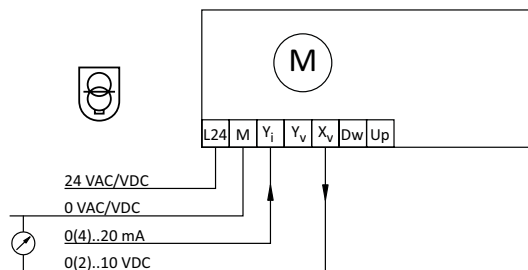 M
L24 M Yi Yv Xv Dw Up
24 VAC/VDC
0 VAC/VDC
0(4)..20 mA
0(2)..10 VDC